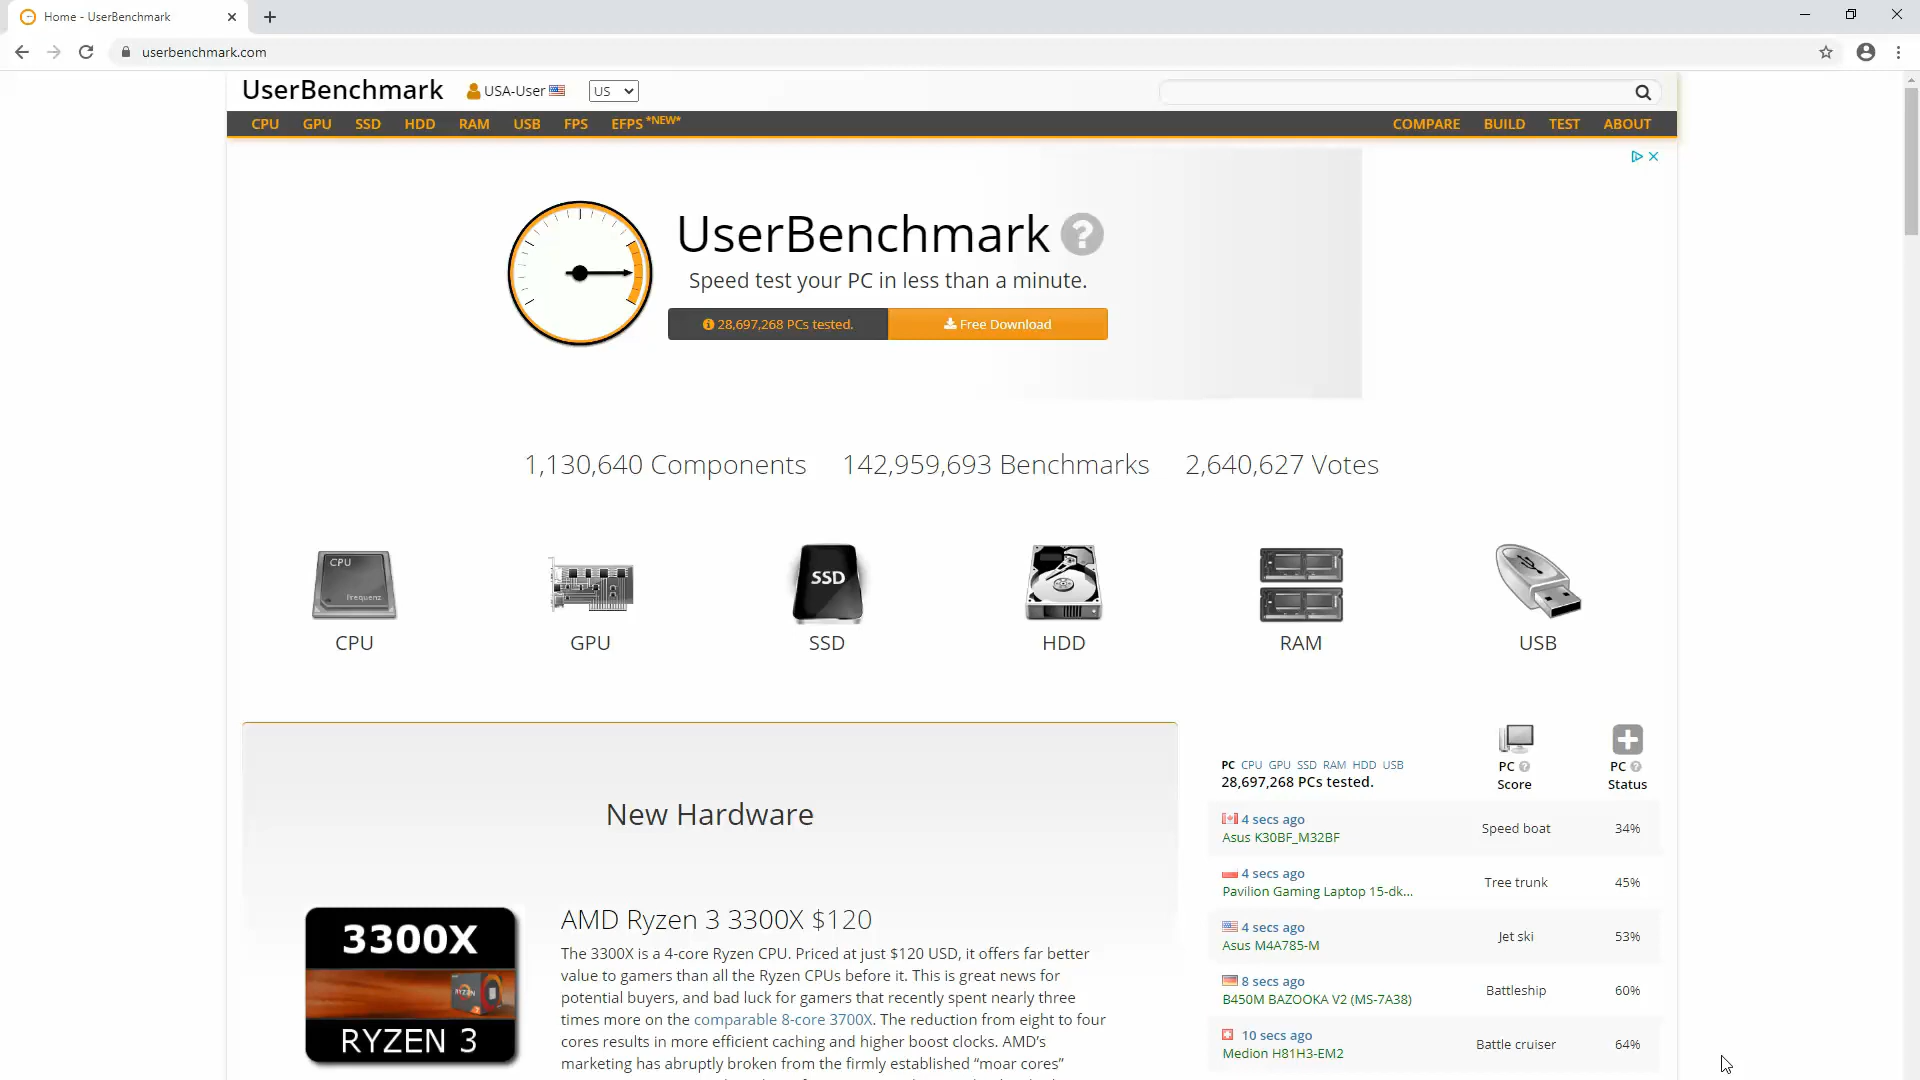 Home - UserBenchmark
userbenchmark.com
UserBenchmark USA-User US
CPU GPU SSD HDD RAM USB FPS EFPS *NEW* COMPARE BUILD TEST ABOUT
UserBenchmark ?
Speed test your PC in less than a minute.
28,697,268 PCs tested. Free Download
1,130,640 Components 142,959,693 Benchmarks 2,640,627 Votes
CPU
Frequenz
SSD
CPU GPU SSD HDD RAM USB
New Hardware
3300X
RYZEN
RYZEN 3
AMD Ryzen 3 3300X $120
The 3300X is a 4-core Ryzen CPU. Priced at just $120 USD, it offers far better
value to gamers than all the Ryzen CPUs before it. This is great news for
potential buyers, and bad luck for gamers that recently spent nearly three
times more on the comparable 8-core 3700X. The reduction from eight to four
cores results in more efficient caching and higher boost clocks. AMD's
marketing has abruptly broken from the firmly established “moar cores”
PC CPU GPU SSD RAM HDD USB
28,697,268 PCs tested.
PC ?
Score
PC ?
Status
4 secs ago
Asus K30BF_M32BF
Speed boat 34%
4 secs ago
Pavilion Gaming Laptop 15-dk...
Tree trunk 45%
4 secs ago
Asus M4A785-M
Jet ski 53%
8 secs ago
B450M BAZOOKA V2 (MS-7A38)
Battleship 60%
10 secs ago
Medion H81H3-EM2
Battle cruiser 64%